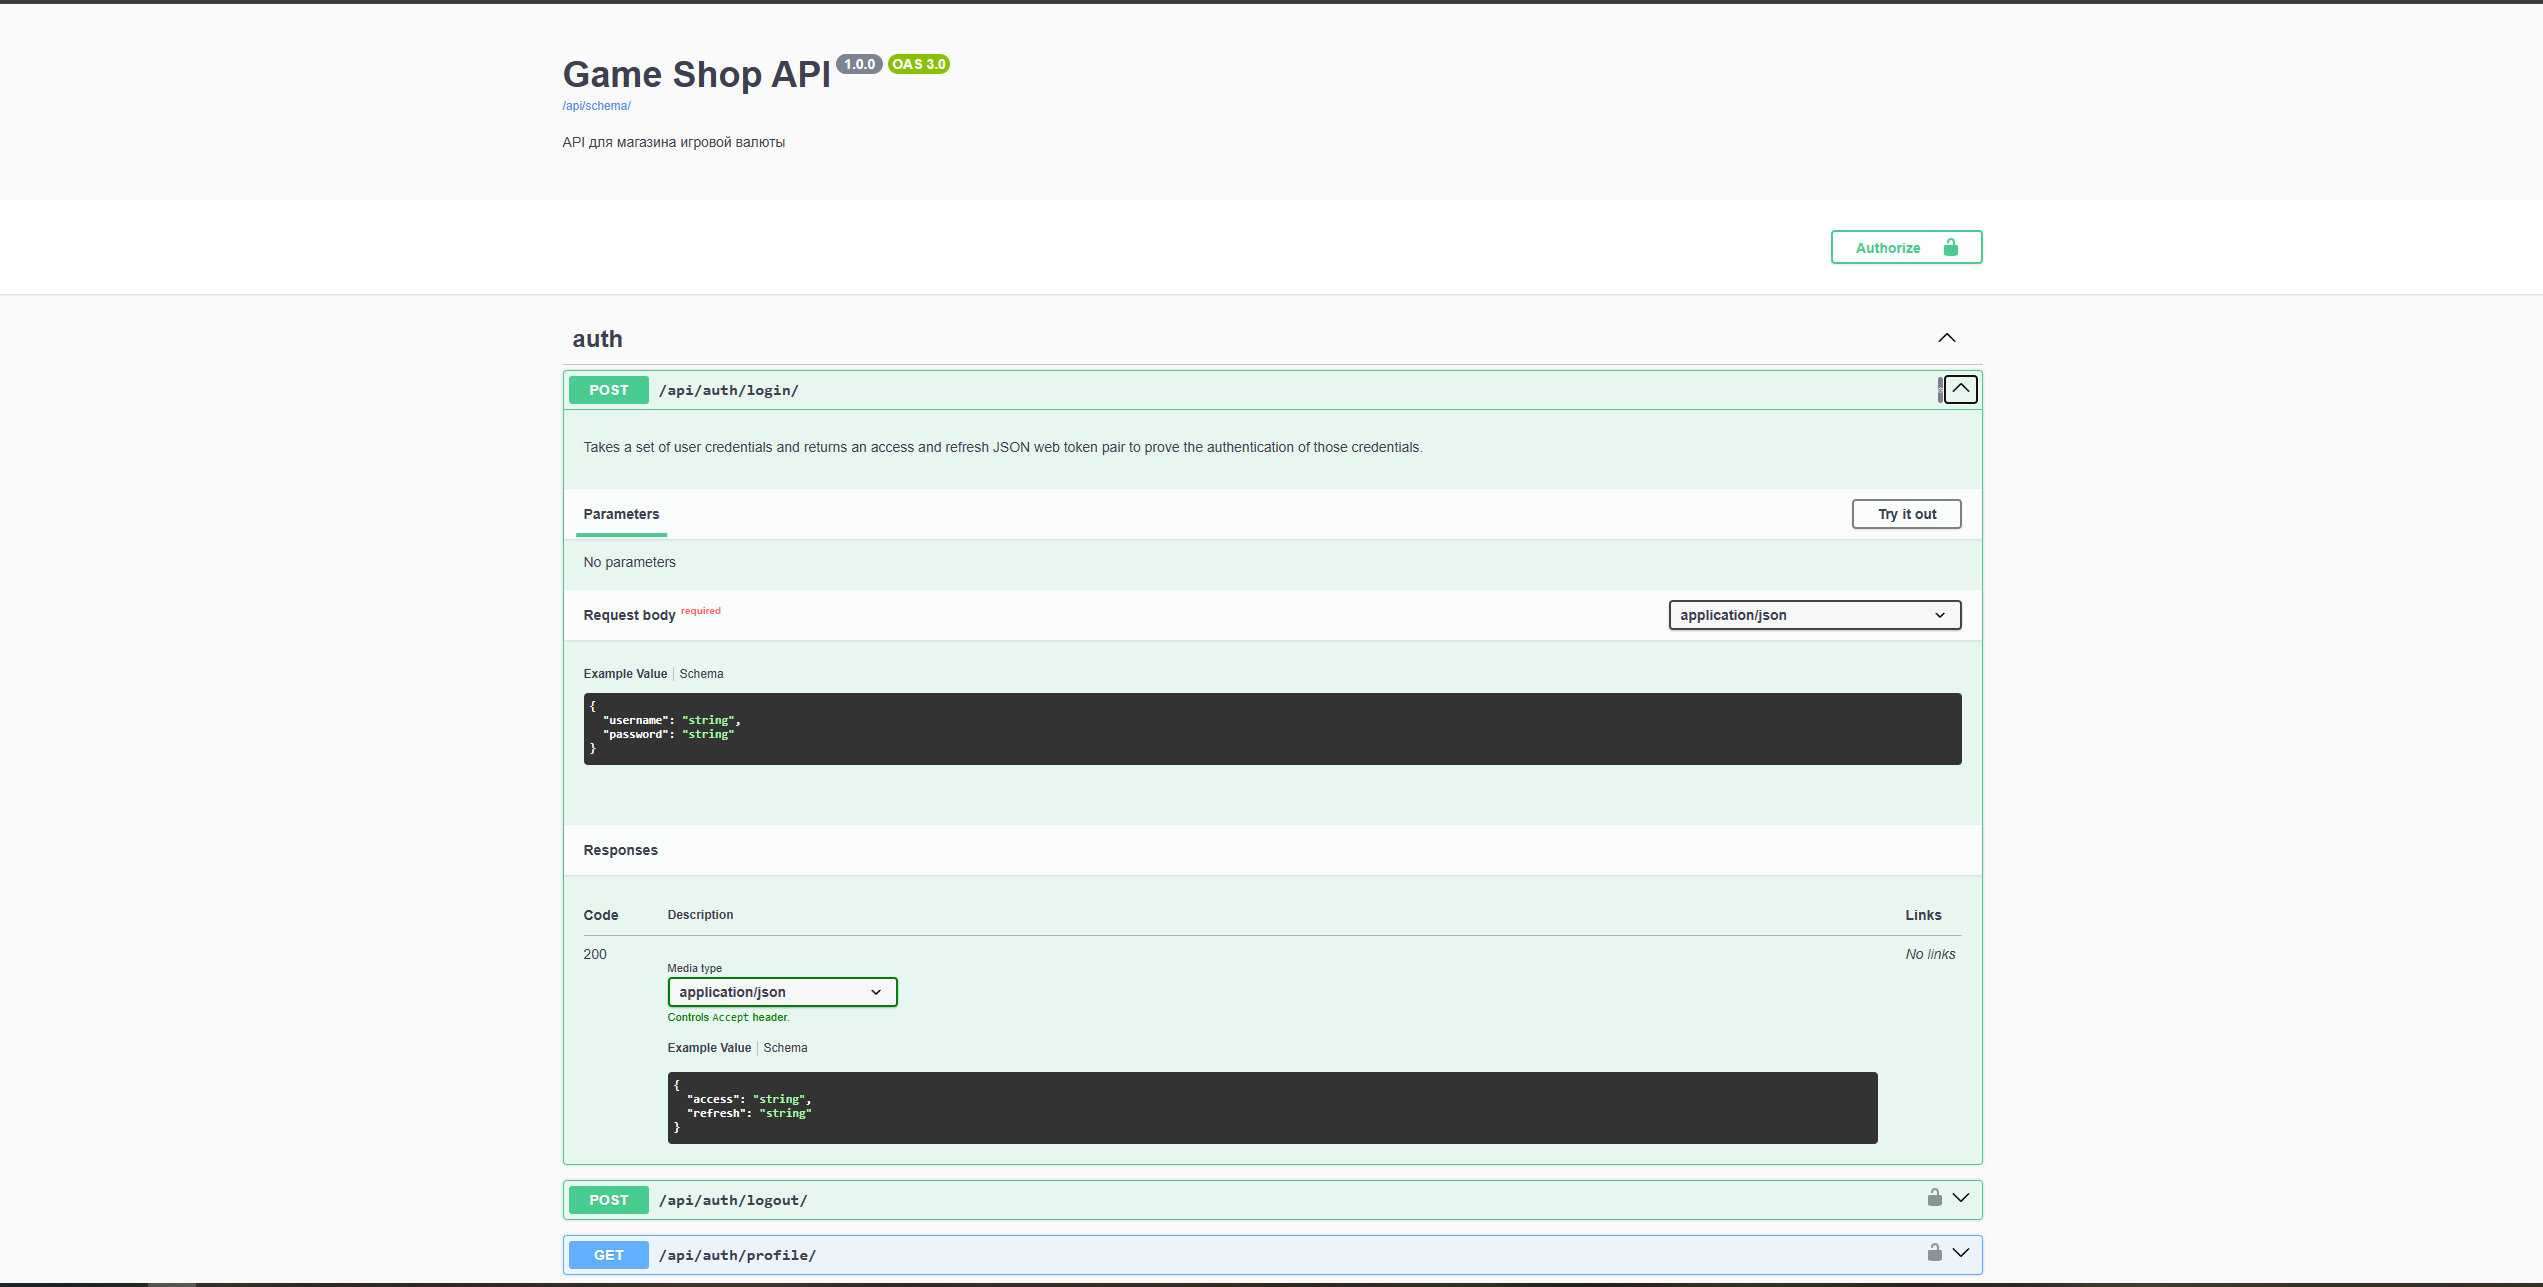 Game Shop API 1.0.0 OAS 3.0
/api/schema/
API для магазина игровой валюты
Authorize
auth
POST /api/auth/login/
Takes a set of user credentials and returns an access and refresh JSON web token pair to prove the authentication of those credentials.
Parameters Try it out
No parameters
Request body required application/json
Example Value Schema
{
"username": "string",
"password": "string"
}
Responses
Code Description Links
200 No links
Media type
application/json
Controls Accept header.
Example Value Schema
{
"access": "string",
"refresh": "string"
}
POST /api/auth/logout/
GET /api/auth/profile/